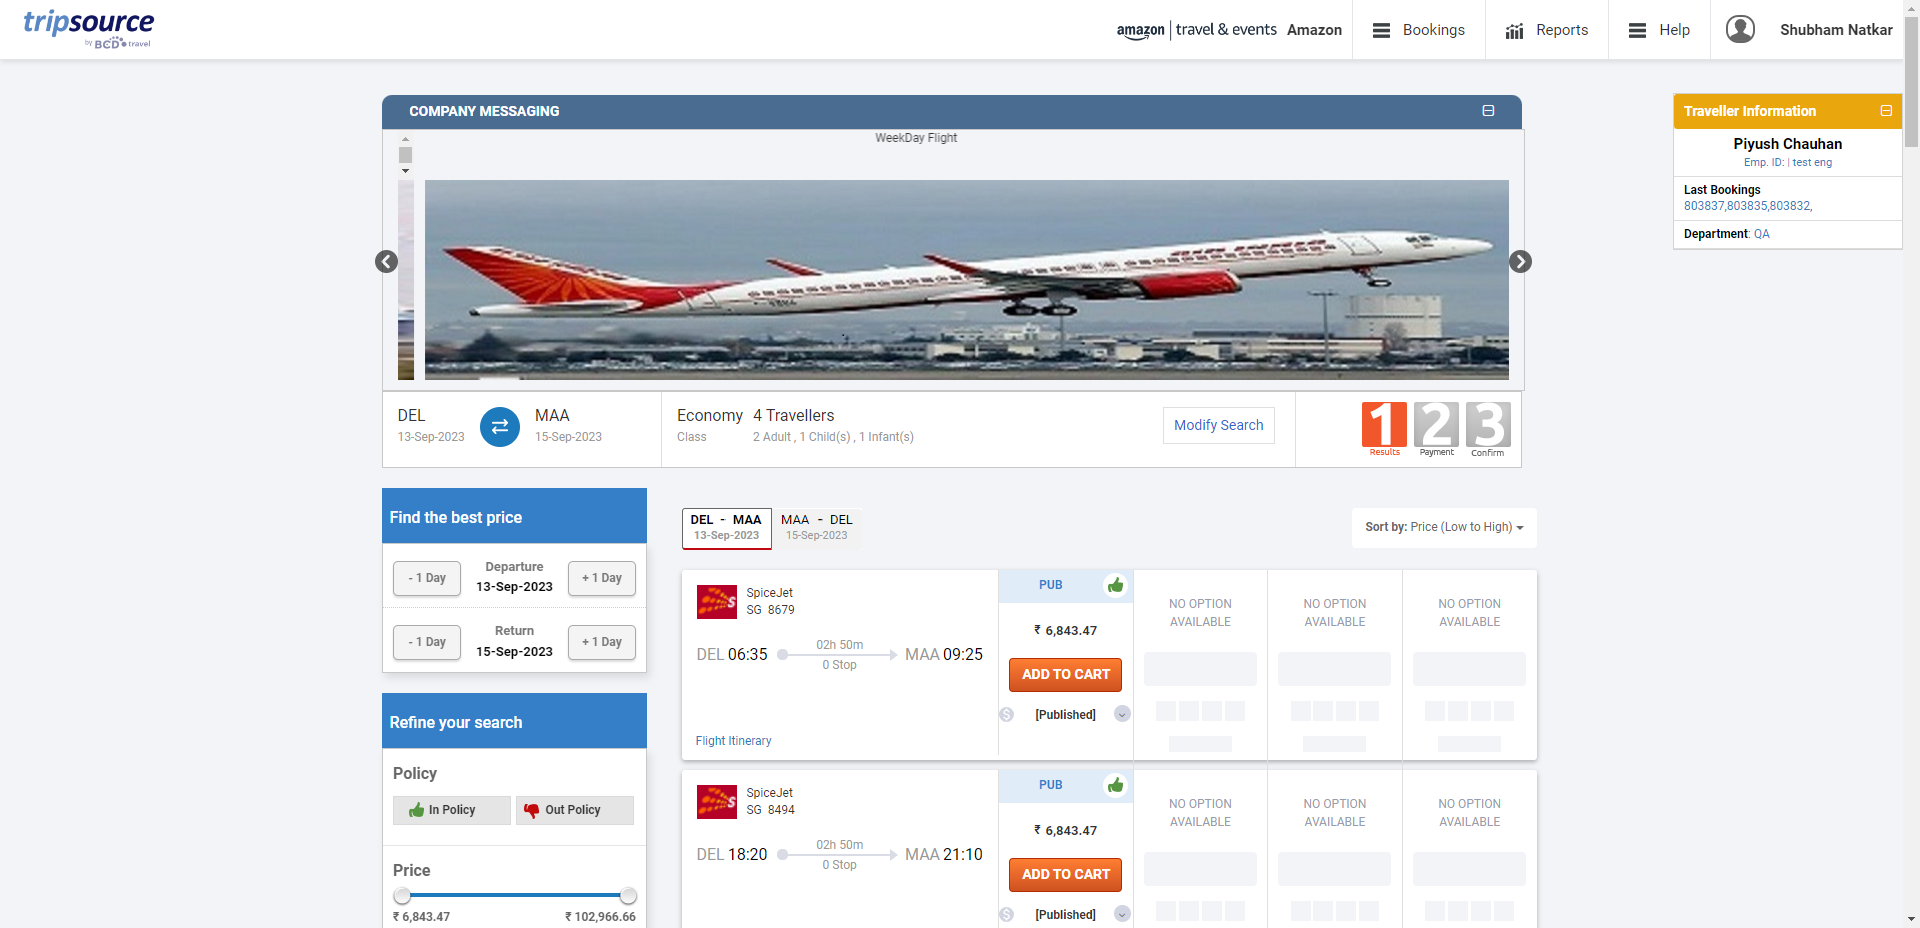 tripsource
by BCD travel
amazon | travel & events Amazon
Bookings
Reports
Help
Shubham Natkar
COMPANY MESSAGING
WeekDay Flight
AIR INDIA
Traveller Information
Piyush Chauhan
Emp. ID: | test eng
Last Bookings
803837,803835,803832,
Department: QA
DEL
13-Sep-2023
MAA
15-Sep-2023
Economy 4 Travellers
Class 2 Adult , 1 Child(s) , 1 Infant(s)
Modify Search
1 2 3
Results Payment Confirm
Find the best price
Departure
- 1 Day 13-Sep-2023 + 1 Day
Return
- 1 Day 15-Sep-2023 + 1 Day
Refine your search
Policy
In Policy Out Policy
Price
₹ 6,843.47 ₹ 102,966.66
DEL - MAA
13-Sep-2023
MAA - DEL
15-Sep-2023
Sort by: Price (Low to High)
SpiceJet
SG 8679
DEL 06:35
02h 50m
0 Stop
MAA 09:25
Flight Itinerary
PUB
₹ 6,843.47
ADD TO CART
S [Published]
NO OPTION
AVAILABLE
NO OPTION
AVAILABLE
NO OPTION
AVAILABLE
SpiceJet
SG 8494
DEL 18:20
02h 50m
0 Stop
MAA 21:10
PUB
₹ 6,843.47
ADD TO CART
S [Published]
NO OPTION
AVAILABLE
NO OPTION
AVAILABLE
NO OPTION
AVAILABLE